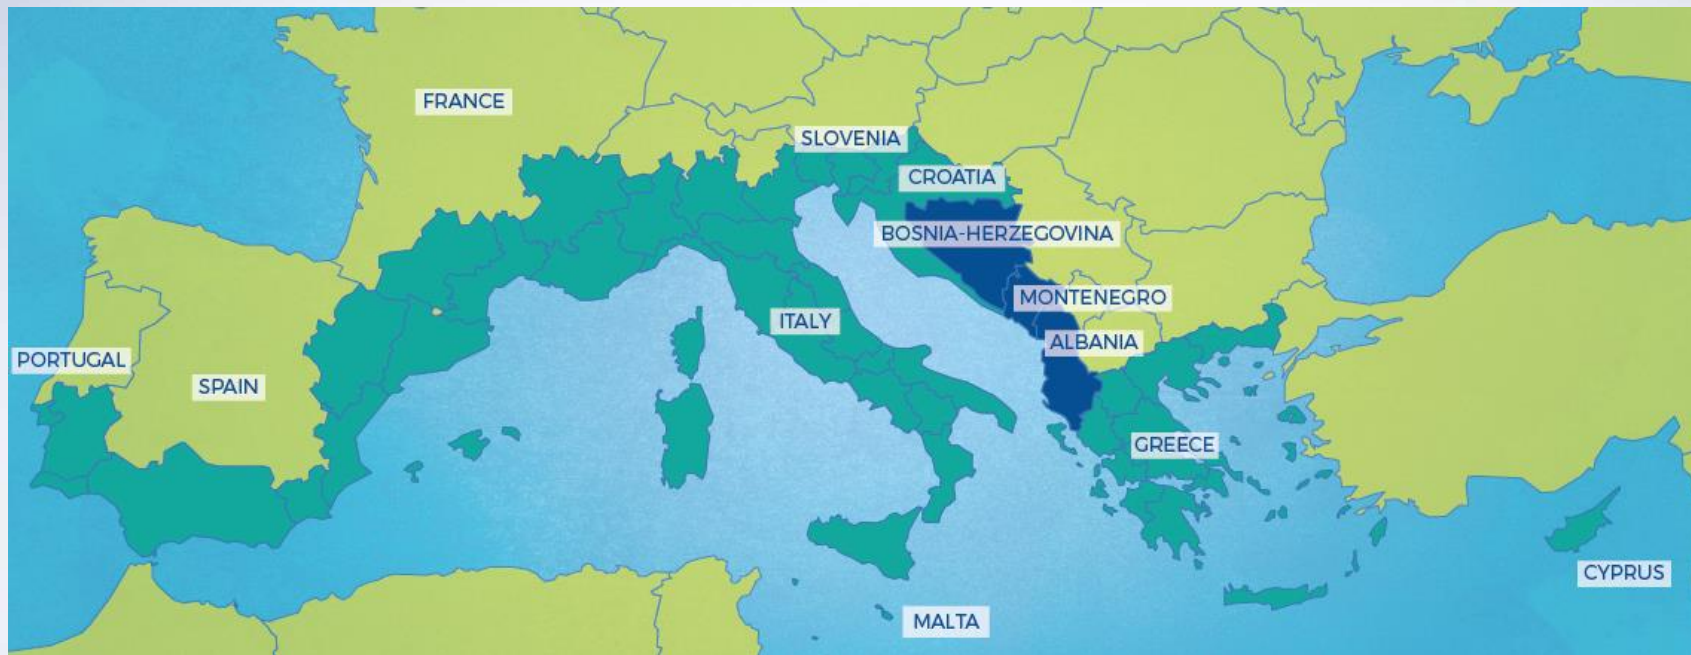 FRANCE
SLOVENIA
CROATIA
BOSNIA-HERZEGOVINA
MONTENEGRO
ITALY
ALBANIA
PORTUGAL
SPAIN
GREECE
CYPRUS
MALTA